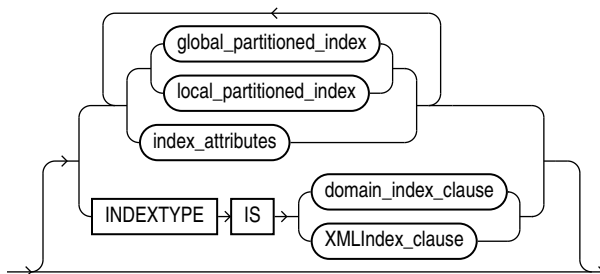 global_partitioned_index
local_partitioned_index
index_attributes
INDEXTYPE IS domain_index_clause
XMLIndex_clause